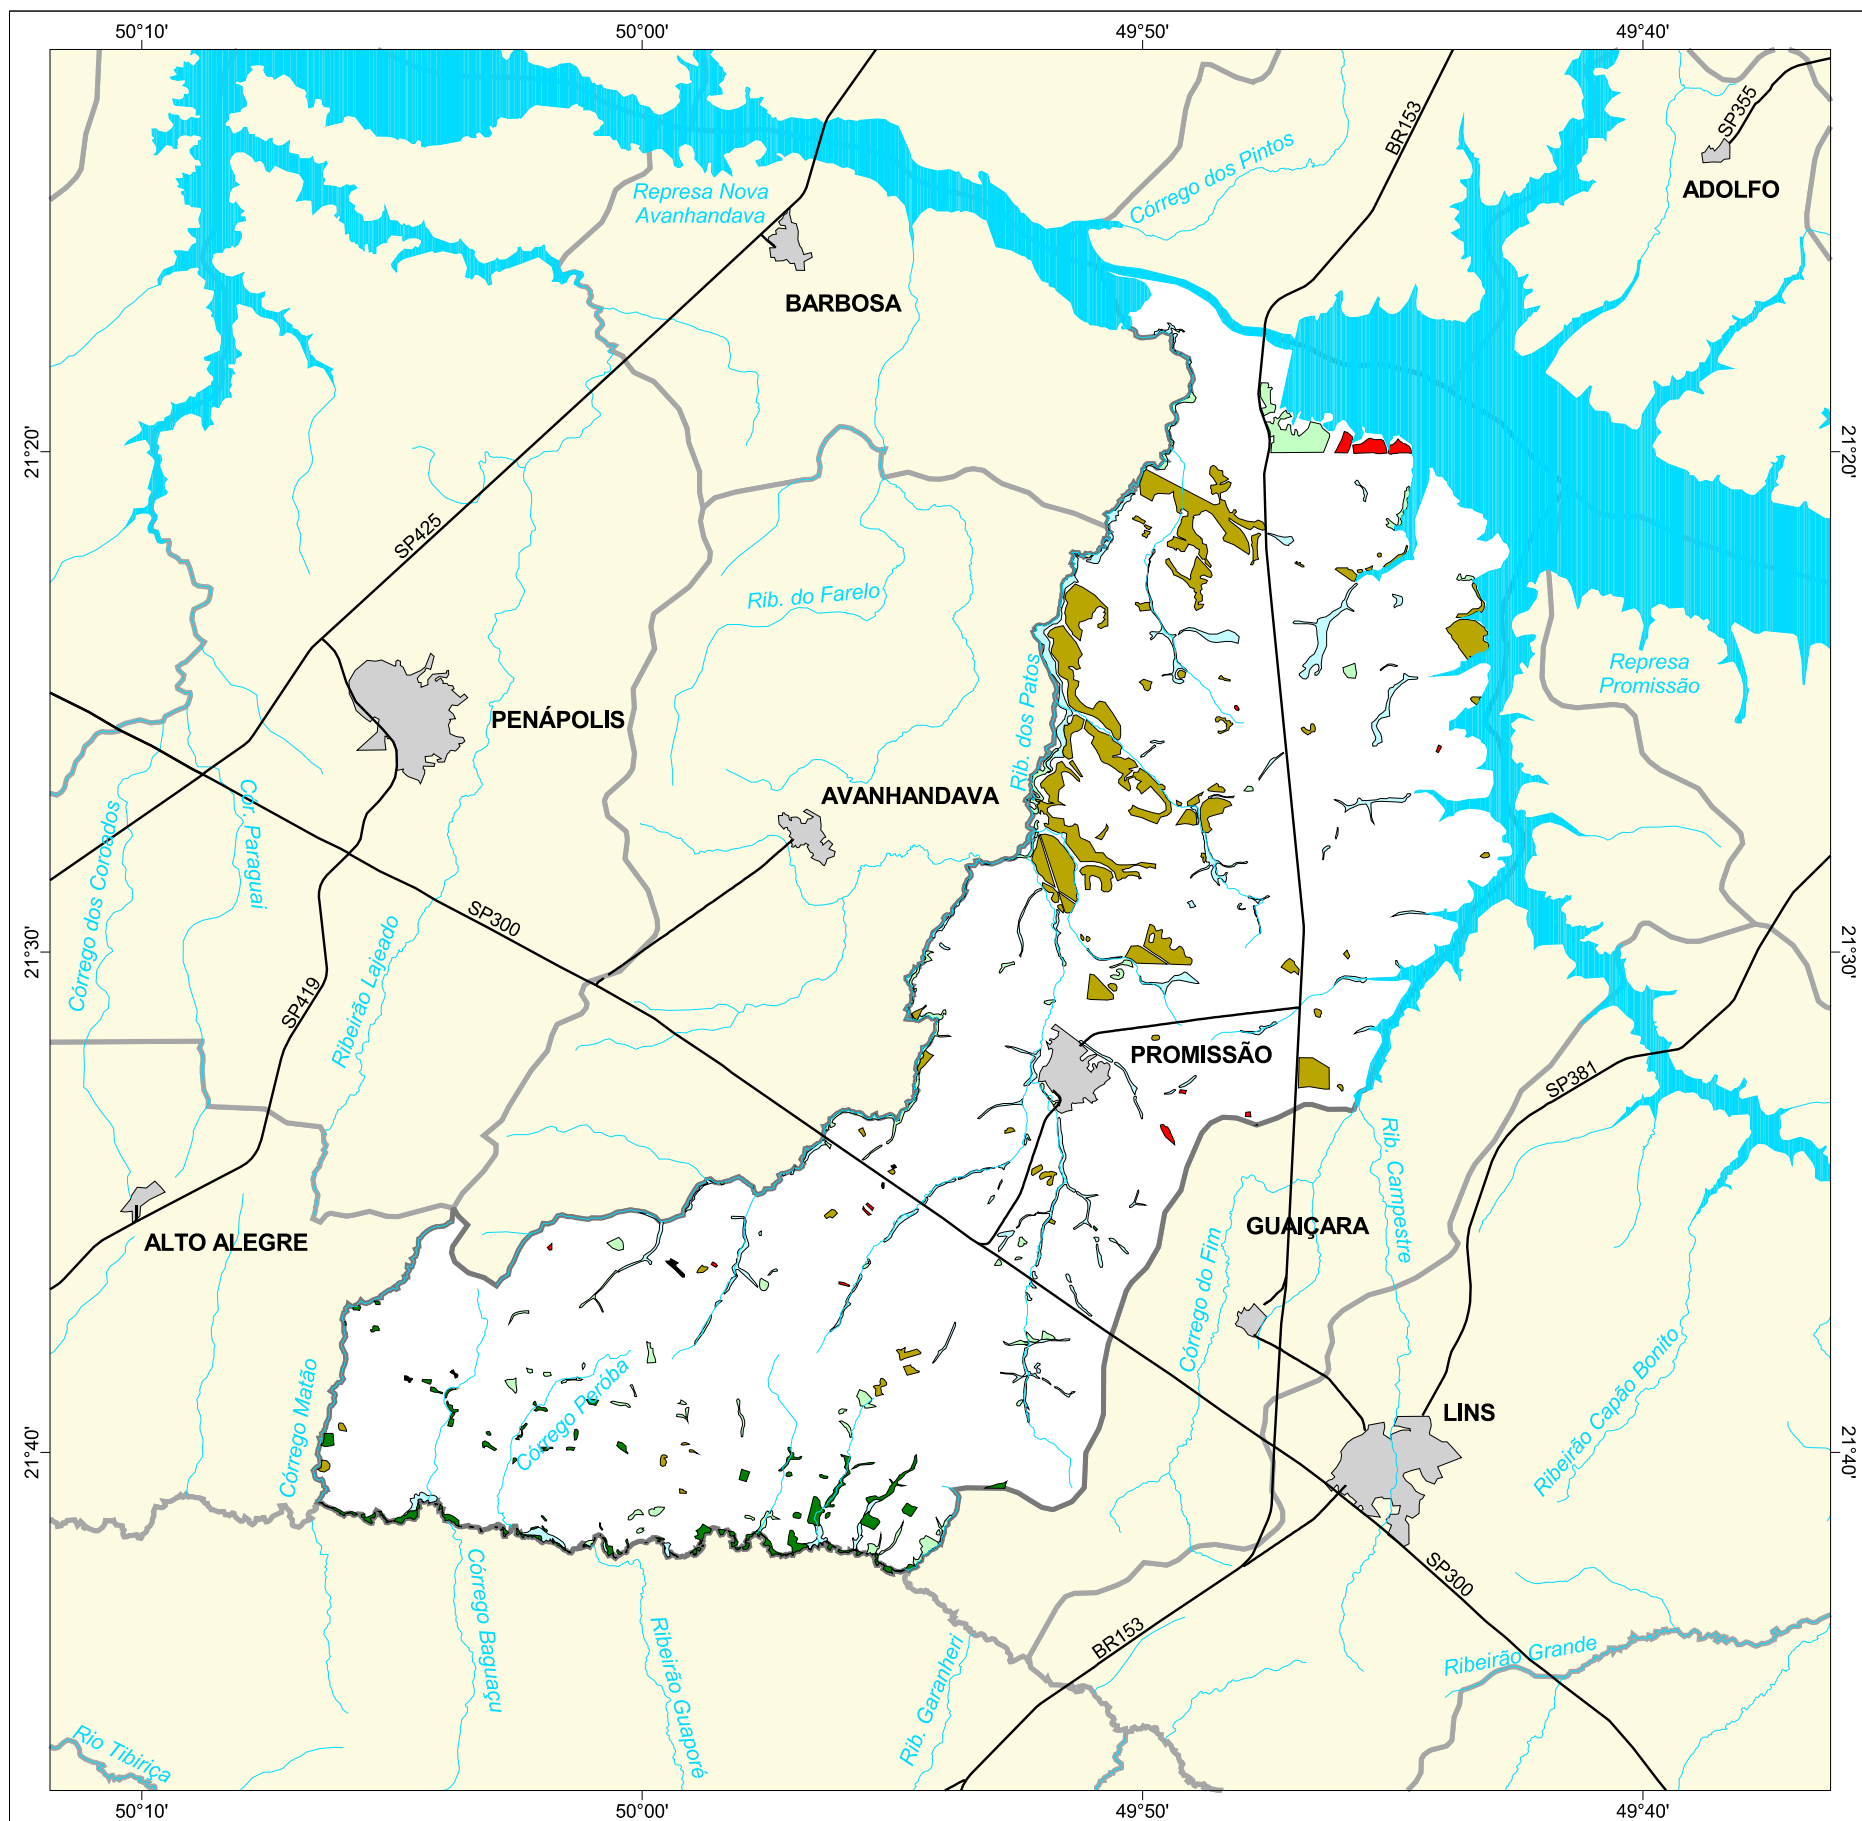 50°10'
50°00'
49°50'
49°40'
SP355
BR153
ADOLFO
Córrego dos Pintos
Represa Nova
Avanhandava
BARBOSA
21°20'
21°20'
SP425
Rib. do Farelo
Rib. dos Patos
Represa
Promissão
PENÁPOLIS
AVANHANDAVA
Córrego dos Coroados
Cór. Paraguai
SP300
Ribeirão Lajeado
21°30'
21°30'
SP419
PROMISSÃO
SP381
Rib. Campestre
ALTO ALEGRE
GUAIÇARA
Córrego do Fim
Córrego Matão
Córrego Peróba
LINS
Ribeirão Capão Bonito
21°40'
21°40'
SP300
Córrego Baguaçu
Ribeirão Guaporé
Rib. Garanheri
BR153
Ribeirão Grande
Rio Tibiriça
50°10'
50°00'
49°50'
49°40'